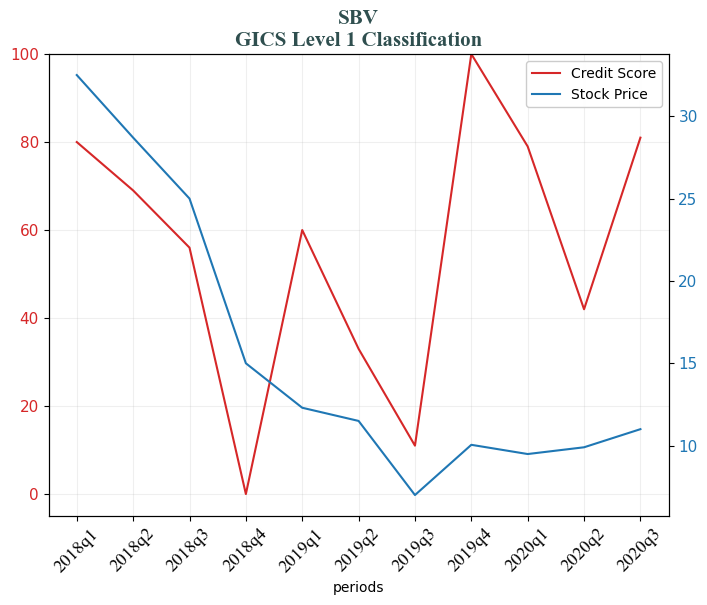 SBV
GICS Level 1 Classification
Credit Score
Stock Price
100
80
60
40
20
0
30
25
20
15
10
2018q1
2018q2
2018q3
2018q4
2019q1
2019q2
2019q3
2019q4
2020q1
2020q2
2020q3
periods